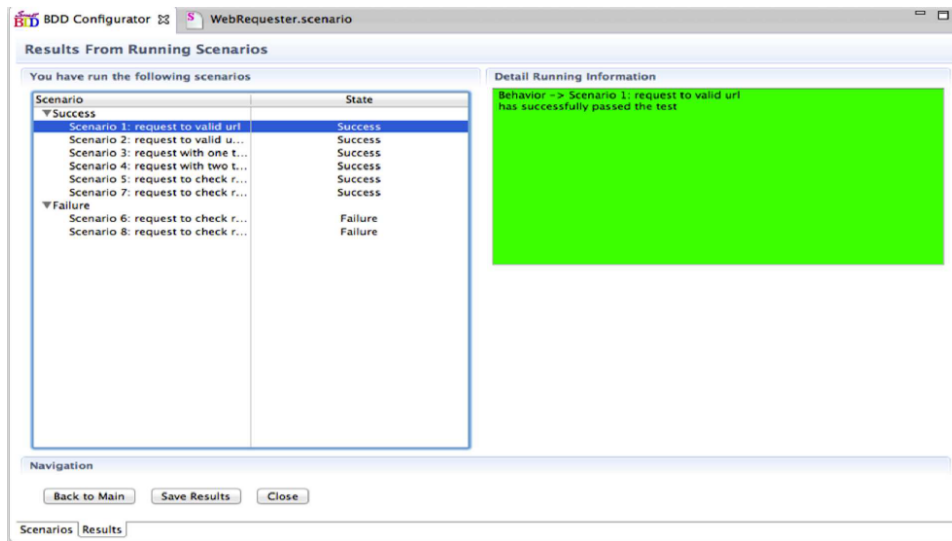 BDD BDD Configurator S WebRequester.scenario
Results From Running Scenarios
You have run the following scenarios
Scenario State
Success
Scenario 1: request to valid url Success
Scenario 2: request to valid u... Success
Scenario 3: request with one t... Success
Scenario 4: request with two t... Success
Scenario 5: request to check r... Success
Scenario 7: request to check r... Success
Failure
Scenario 6: request to check r... Failure
Scenario 8: request to check r... Failure
Detail Running Information
Behavior -> Scenario 1: request to valid url
has successfully passed the test
Navigation
Back to Main Save Results Close
Scenarios Results